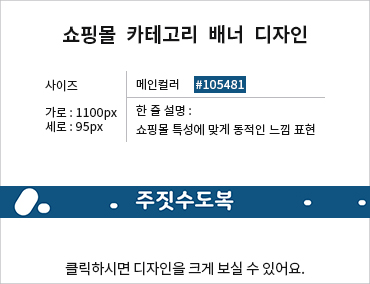 쇼핑몰 카테고리 배너 디자인
사이즈
가로 : 1100px
세로 : 95px
메인컬러 #105481
한 줄 설명 :
쇼핑몰 특성에 맞게 동적인 느낌 표현
주짓수도복
클릭하시면 디자인을 크게 보실 수 있어요.